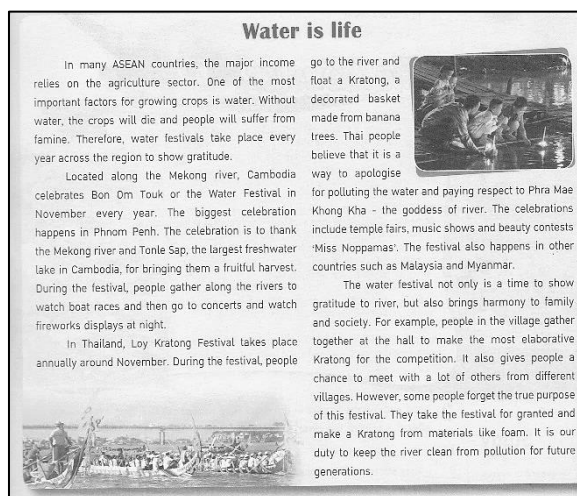 Water is life
In many ASEAN countries, the major income
relies on the agriculture sector. One of the most
important factors for growing crops is water. Without
water, the crops will die and people will suffer from
famine. Therefore, water festivals take place every
year across the region to show gratitude.
Located along the Mekong river, Cambodia
celebrates Bon Om Touk or the Water Festival in
November every year. The biggest celebration
happens in Phnom Penh. The celebration is to thank
the Mekong river and Tonle Sap, the largest freshwater
lake in Cambodia, for bringing them a fruitful harvest.
During the festival, people gather along the rivers to
watch boat races and then go to concerts and watch
fireworks displays at night.
In Thailand, Loy Kratong Festival takes place
annually around November. During the festival, people
go to the river and
float a Kratong, a
decorated basket
made from banana
trees. Thai people
believe that it is a
way to apologise
for polluting the water and paying respect to Phra Mae
Khong Kha - the goddess of river. The celebrations
include temple fairs, music shows and beauty contests
‘Miss Noppamas’. The festival also happens in other
countries such as Malaysia and Myanmar.
The water festival not only is a time to show
gratitude to river, but also brings harmony to family
and society. For example, people in the village gather
together at the hall to make the most elaborative
Kratong for the competition. It also gives people a
chance to meet with a lot of others from different
villages. However, some people forget the true purpose
of this festival. They take the festival for granted and
make a Kratong from materials like foam. It is our
duty to keep the river clean from pollution for future
generations.